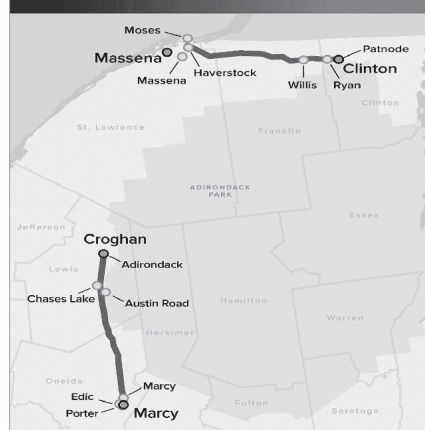 Moses
Patnode
Massena
Clinton
Massena
Haverstock
Willis
Ryan
Clinton
St. Lawrence
Franklin
ADIRONDACK
PARK
Essex
Jefferson
Croghan
Adirondack
Lewis
Chases Lake
Austin Road
Hamilton
Warren
Herkimer
Oneida
Marcy
Edic
Porter
Marcy
Fulton
Saratoga